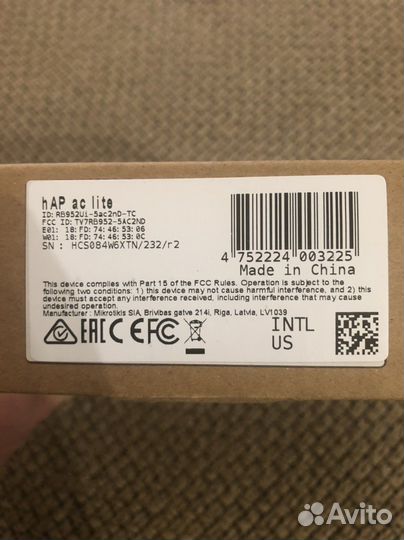 hAP ac lite
ID: RB952Ui-5ac2nD-TC
FCC ID: TV7RB952-5AC2ND
E01: 18:FD:74:46:53:06
W01: 18:FD:74:46:53:0C
SN : HCS084W6XTN/232/r2
4 752224 003225
Made in China
This device complies with Part 15 of the FCC Rules. Operation is subject to the
following two conditions: 1) this device may not cause harmful interference, and 2) this
device must accept any interference received, including interference that may cause
undesired operation.
Manufacturer : Mikrotikls SIA, Brivibas gatve 214i, Riga, Latvia, LV1039
EAC CE FC
INTL
US
Avito